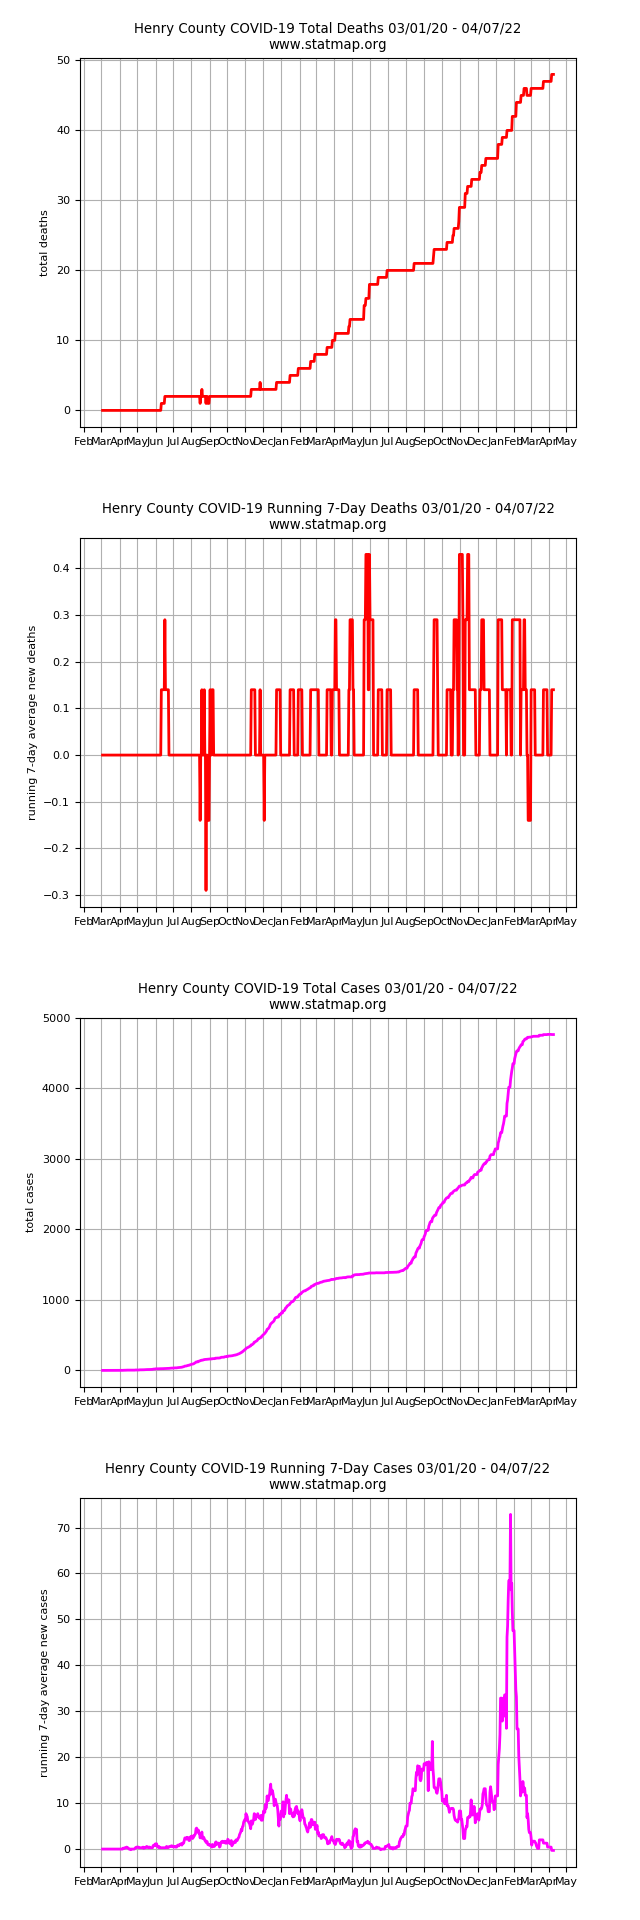 Henry County COVID-19 Total Deaths 03/01/20 - 04/07/22
www.statmap.org
50
40
30
20
10
0
total deaths
Feb Mar Apr May Jun Jul Aug Sep Oct Nov Dec Jan Feb Mar Apr May Jun Jul Aug Sep Oct Nov Dec Jan Feb Mar Apr May
Henry County COVID-19 Running 7-Day Deaths 03/01/20 - 04/07/22
www.statmap.org
0.4
0.3
0.2
0.1
0.0
−0.1
−0.2
−0.3
running 7-day average new deaths
Feb Mar Apr May Jun Jul Aug Sep Oct Nov Dec Jan Feb Mar Apr May Jun Jul Aug Sep Oct Nov Dec Jan Feb Mar Apr May
Henry County COVID-19 Total Cases 03/01/20 - 04/07/22
www.statmap.org
5000
4000
3000
2000
1000
0
total cases
Feb Mar Apr May Jun Jul Aug Sep Oct Nov Dec Jan Feb Mar Apr May Jun Jul Aug Sep Oct Nov Dec Jan Feb Mar Apr May
Henry County COVID-19 Running 7-Day Cases 03/01/20 - 04/07/22
www.statmap.org
70
60
50
40
30
20
10
0
running 7-day average new cases
Feb Mar Apr May Jun Jul Aug Sep Oct Nov Dec Jan Feb Mar Apr May Jun Jul Aug Sep Oct Nov Dec Jan Feb Mar Apr May